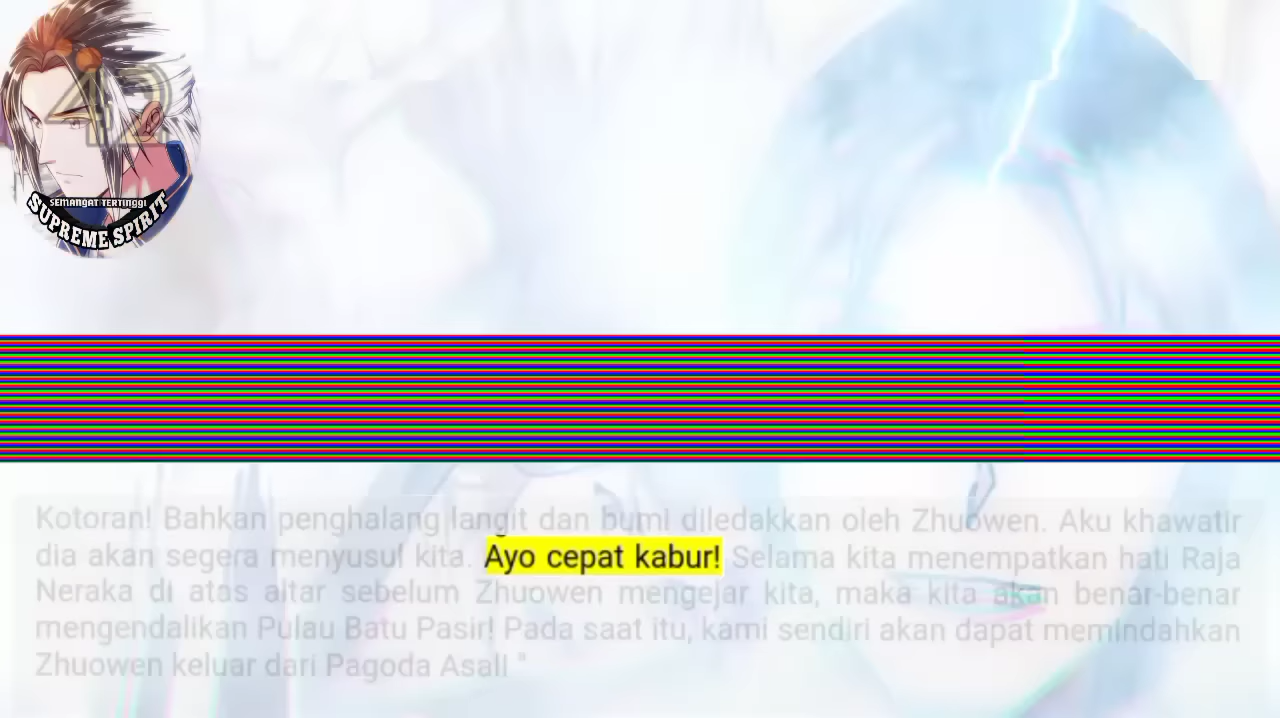 42
SEMANGAT TERTINGGI
SUPREME SPIRIT
Kotoran! Bahkan penghalang langit dan bumi diledakkan oleh Zhuowen. Aku khawatir
dia akan segera menyusul kita. Ayo cepat kabur! Selama kita menempatkan hati Raja
Neraka di atas altar sebelum Zhuowen mengejar kita, maka kita akan benar-benar
mengendalikan Pulau Batu Pasir! Pada saat itu, kami sendiri akan dapat memindahkan
Zhuowen keluar dari Pagoda Asall "